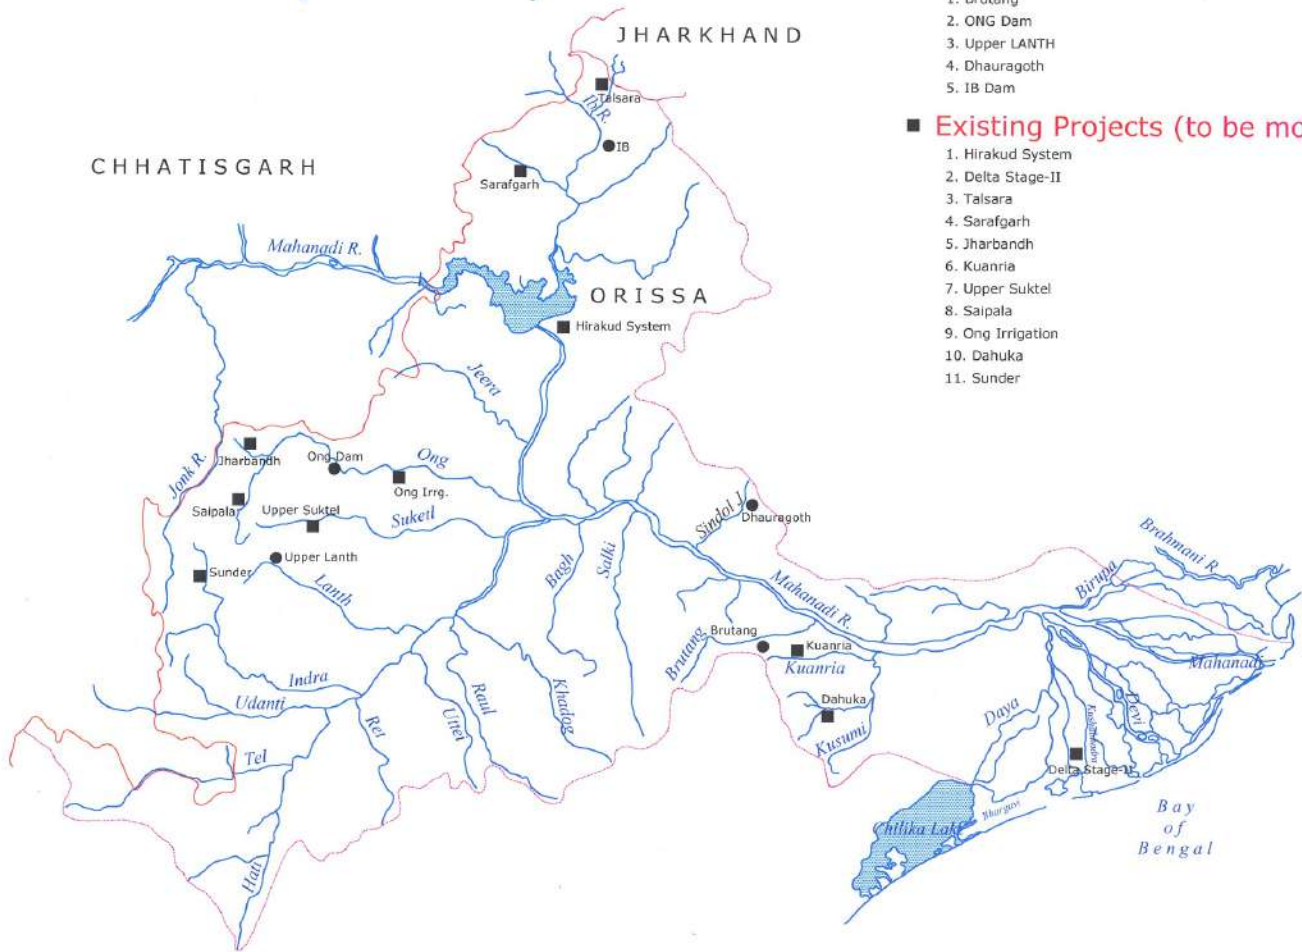 1. Brutang
2. ONG Dam
3. Upper LANTH
4. Dhauragoth
5. IB Dam
■ Existing Projects (to be mo
1. Hirakud System
2. Delta Stage-II
3. Talsara
4. Sarafgarh
5. Jharbandh
6. Kuanria
7. Upper Suktel
8. Saipala
9. Ong Irrigation
10. Dahuka
11. Sunder
JHARKHAND
Talsara
Ib R.
IB
CHHATISGARH
Sarafgarh
Mahanadi R.
ORISSA
Hirakud System
Jeera
Jonk R.
Jharbandh
Ong Dam
Ong
Ong Irrg.
Saipala
Upper Suktel
Suketl
Sindol J
Dhauragoth
Upper Lanth
Sunder
Lanth
Bagh
Salki
Mahanadi R.
Birupa
Brahmani R
Brutang
Brutang
Kuanria
Kuanria
Mahanadi
Indra
Udanti
Ret
Uttei
Raul
Khadog
Dahuka
Kusumi
Daya
Devi
Tel
Delta Stage-II
Hati
Chilika Lake
Bhargavi
Bay
of
Bengal